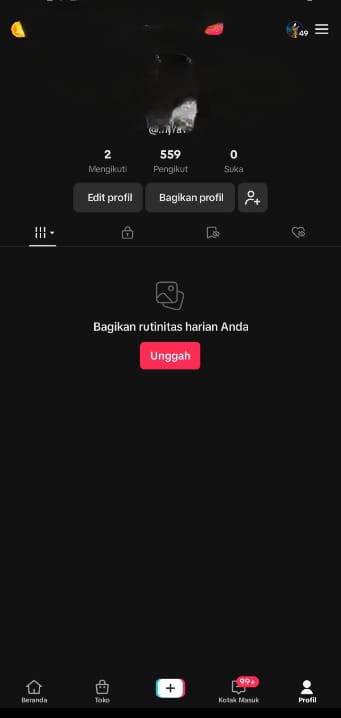 49
2 559 0
Mengikuti Pengikut Suka
Edit profil Bagikan profil
Bagikan rutinitas harian Anda
Unggah
99+
Beranda Toko Kotak Masuk Profil